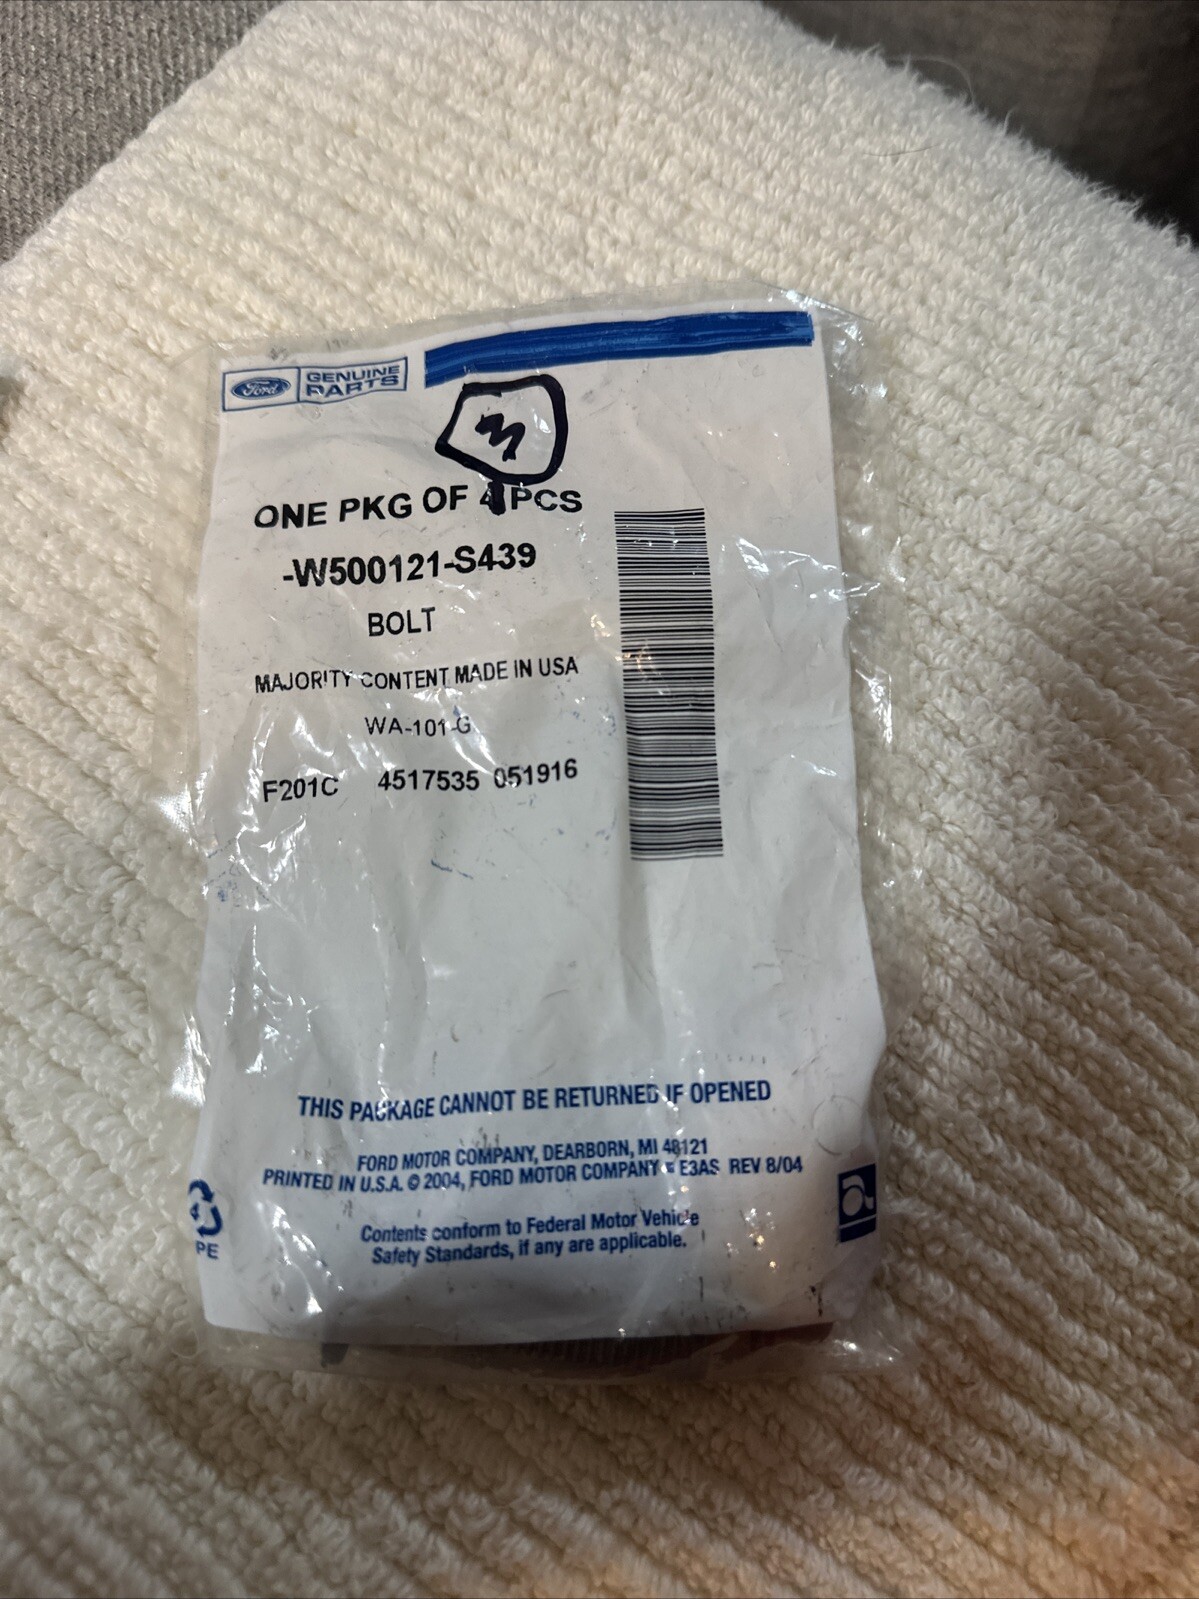 Ford GENUINE PARTS
3
ONE PKG OF 4 PCS
-W500121-S439
BOLT
MAJORITY CONTENT MADE IN USA
WA-101-G
F201C 4517535 051916
THIS PACKAGE CANNOT BE RETURNED IF OPENED
FORD MOTOR COMPANY, DEARBORN, MI 48121
PRINTED IN U.S.A. © 2004, FORD MOTOR COMPANY E3AS REV 8/04
Contents conform to Federal Motor Vehicle
Safety Standards, if any are applicable.
4
PE